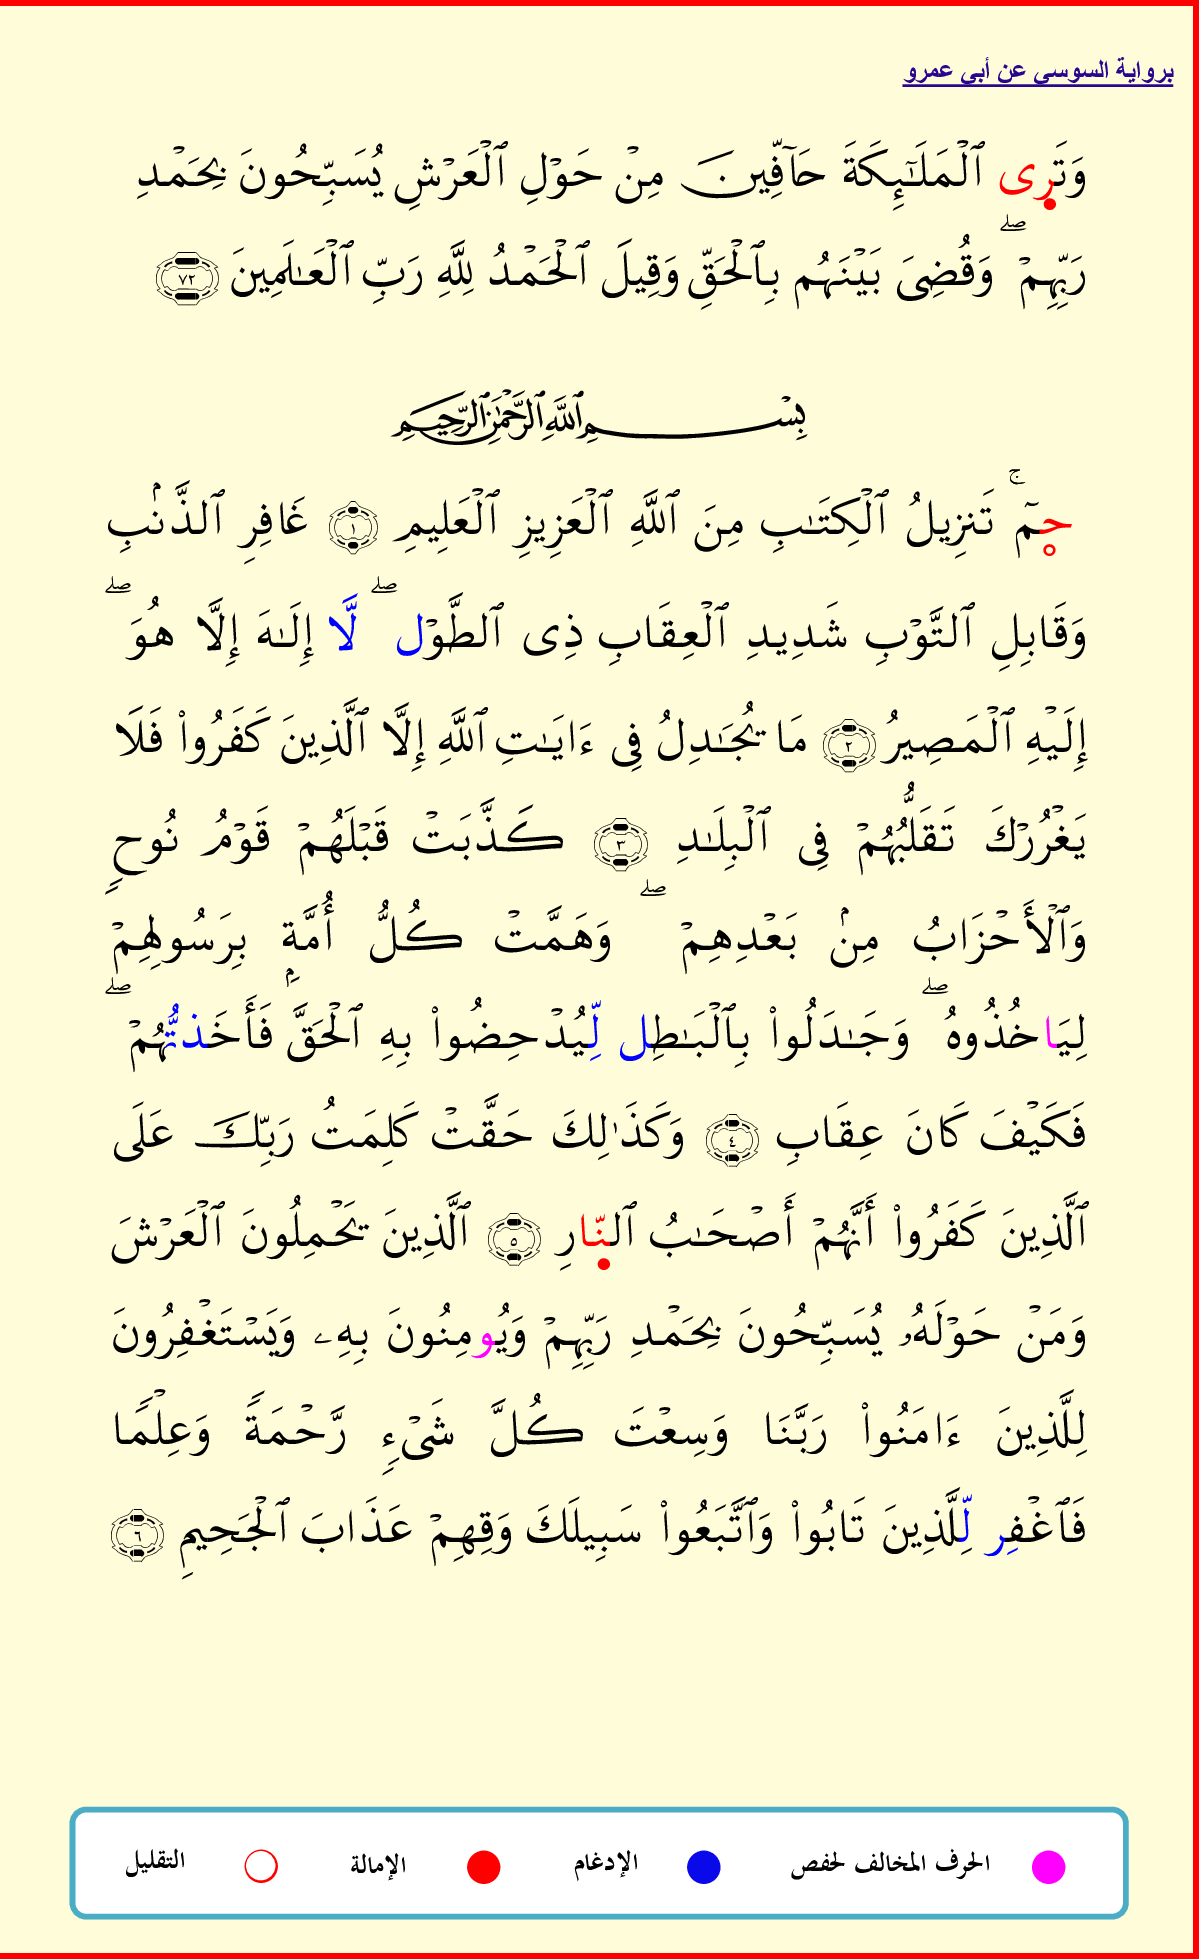 برواية السوسي عن أبي عمرو
وَتَرِى ٱلْمَلَٰٓئِكَةَ حَآفِّينَ مِنْ حَوْلِ ٱلْعَرْشِ يُسَبِّحُونَ بِحَمْدِ
رَبِّهِمْ ۖ وَقُضِىَ بَيْنَهُم بِٱلْحَقِّ وَقِيلَ ٱلْحَمْدُ لِلَّهِ رَبِّ ٱلْعَٰلَمِينَ ٧٢
بِسْمِ ٱللَّهِ ٱلرَّحْمَٰنِ ٱلرَّحِيمِ
حمٓ ۚ تَنزِيلُ ٱلْكِتَٰبِ مِنَ ٱللَّهِ ٱلْعَزِيزِ ٱلْعَلِيمِ ١ غَافِرِ ٱلذَّنۢبِ
وَقَابِلِ ٱلتَّوْبِ شَدِيدِ ٱلْعِقَابِ ذِى ٱلطَّوْل ۖ لَّا إِلَٰهَ إِلَّا هُوَ ۖ
إِلَيْهِ ٱلْمَصِيرُ ٢ مَا يُجَٰدِلُ فِى ءَايَٰتِ ٱللَّهِ إِلَّا ٱلَّذِينَ كَفَرُوا۟ فَلَا
يَغْرُرْكَ تَقَلُّبُهُمْ فِى ٱلْبِلَٰدِ ٣ كَذَّبَتْ قَبْلَهُمْ قَوْمُ نُوحٍ
وَٱلْأَحْزَابُ مِنۢ بَعْدِهِمْ ۖ وَهَمَّتْ كُلُّ أُمَّةٍۭ بِرَسُولِهِمْ
لِيَاخُذُوهُ ۖ وَجَٰدَلُوا۟ بِٱلْبَٰطِل لِّيُدْحِضُوا۟ بِهِ ٱلْحَقَّ فَأَخَذتُّهُمْ ۖ
فَكَيْفَ كَانَ عِقَابِ ٤ وَكَذَٰلِكَ حَقَّتْ كَلِمَتُ رَبِّكَ عَلَى
ٱلَّذِينَ كَفَرُوا۟ أَنَّهُمْ أَصْحَٰبُ ٱلنَّارِ ٥ ٱلَّذِينَ يَحْمِلُونَ ٱلْعَرْشَ
وَمَنْ حَوْلَهُۥ يُسَبِّحُونَ بِحَمْدِ رَبِّهِمْ وَيُومِنُونَ بِهِۦ وَيَسْتَغْفِرُونَ
لِلَّذِينَ ءَامَنُوا۟ رَبَّنَا وَسِعْتَ كُلَّ شَىْءٍ رَّحْمَةً وَعِلْمًا
فَٱغْفِر لِّلَّذِينَ تَابُوا۟ وَٱتَّبَعُوا۟ سَبِيلَكَ وَقِهِمْ عَذَابَ ٱلْجَحِيمِ ٦
الحرف المخالف لحفص الإدغام الإمالة التقليل